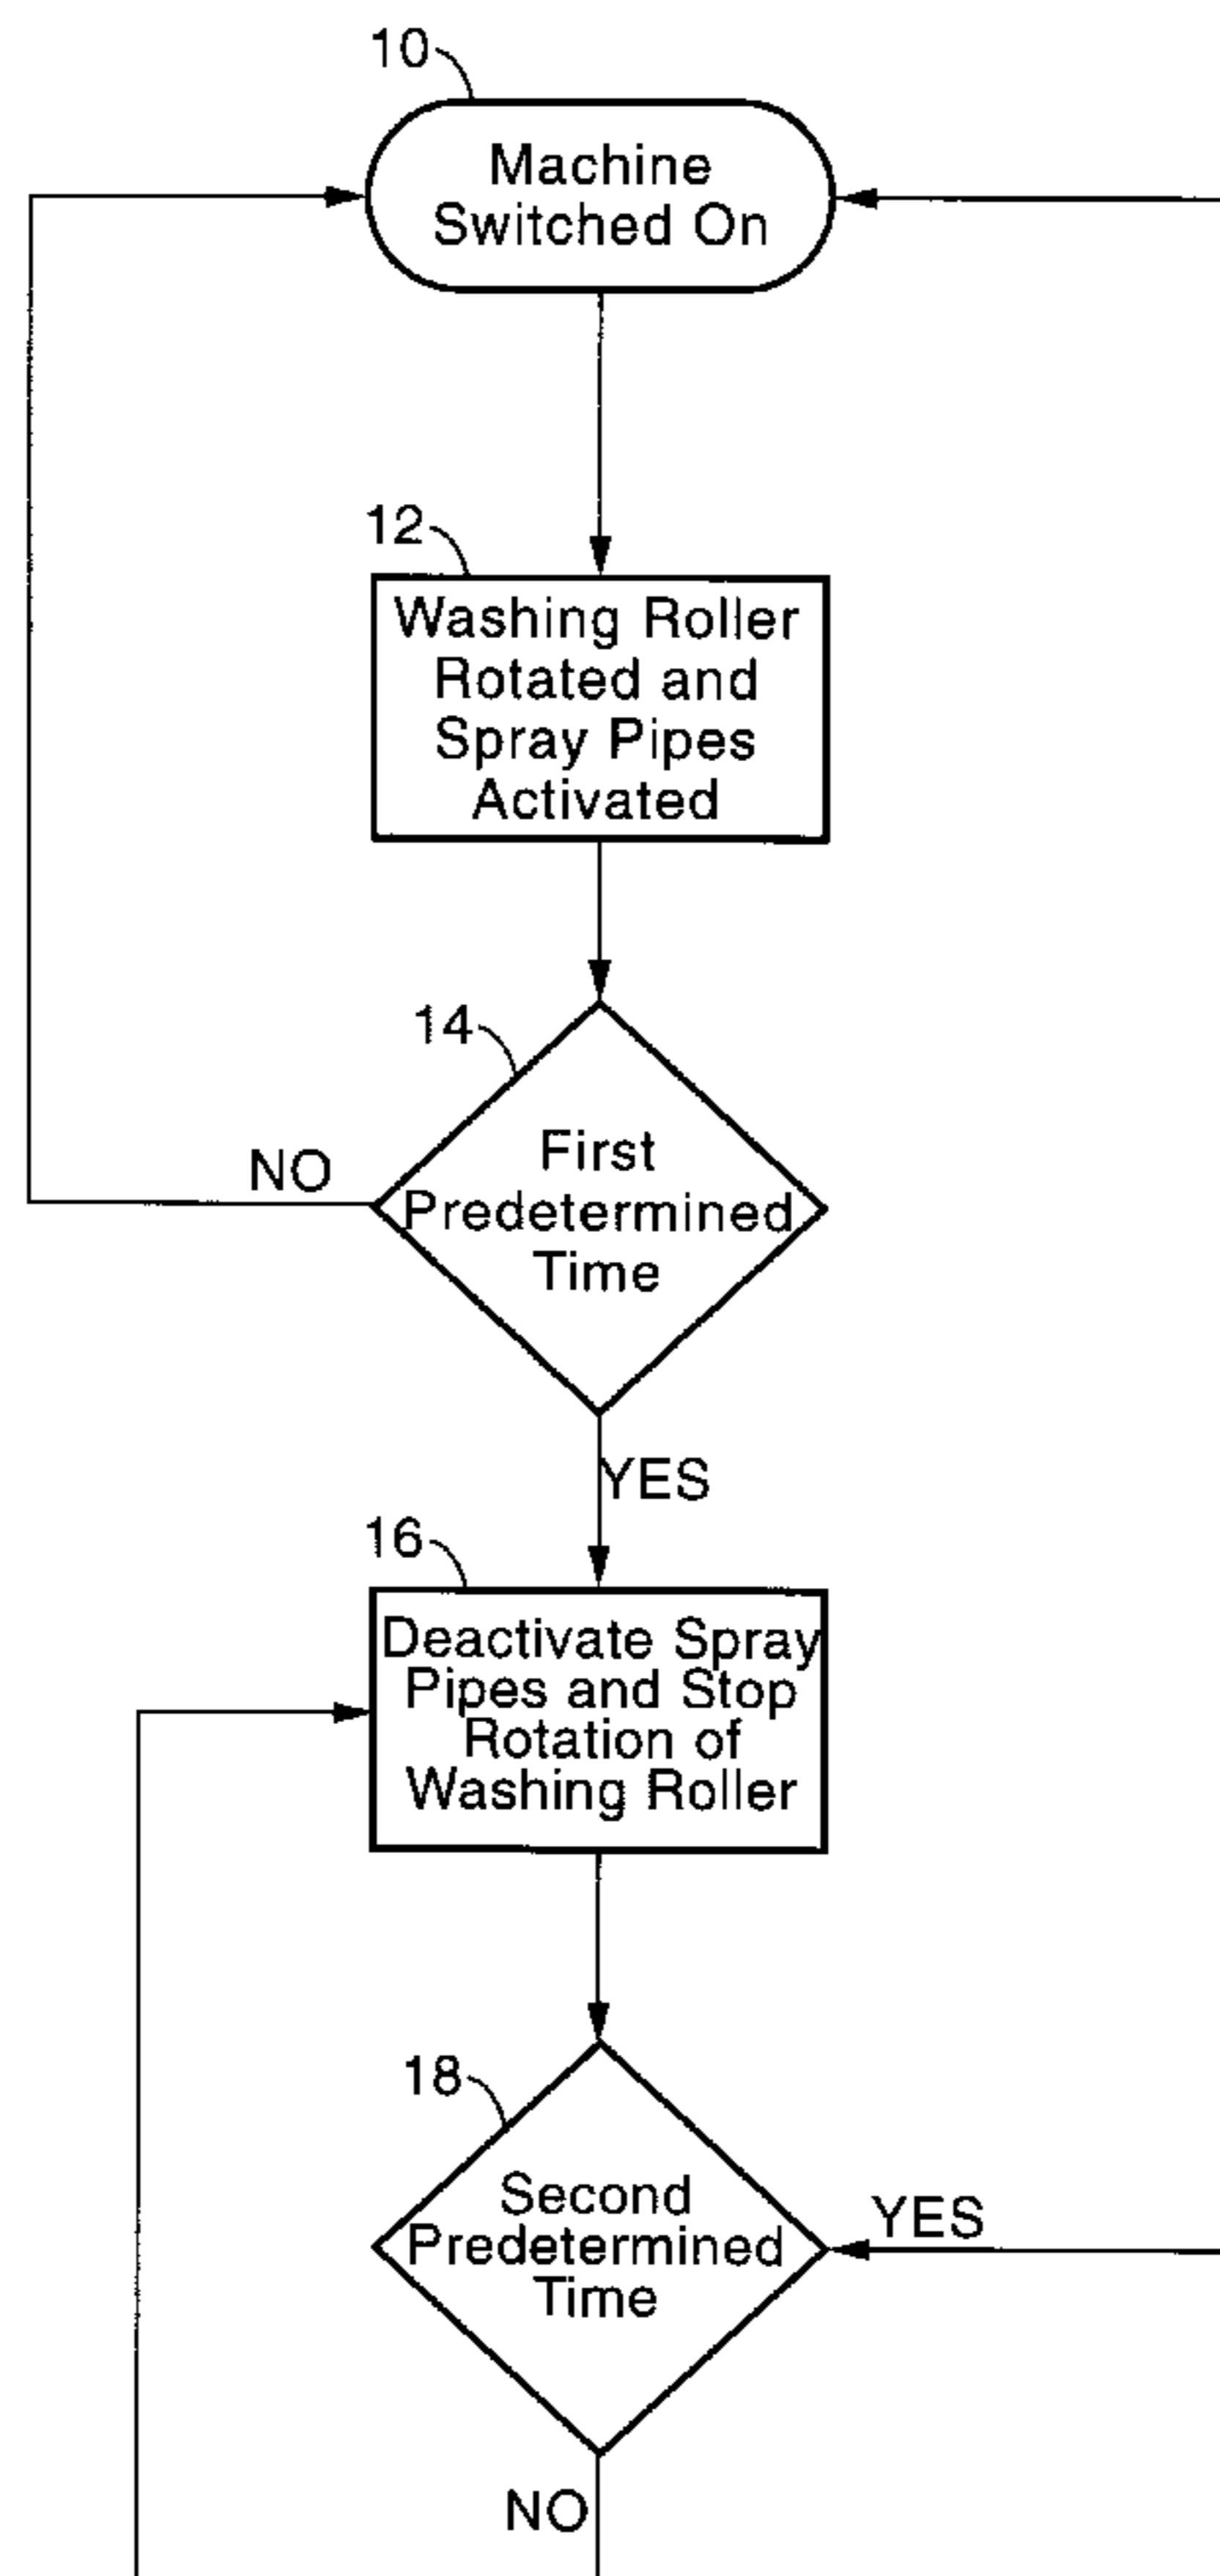 10
Machine
Switched On
12
Washing Roller
Rotated and
Spray Pipes
Activated
14
First
Predetermined
Time
NO
YES
16
Deactivate Spray
Pipes and Stop
Rotation of
Washing Roller
18
Second
Predetermined
Time
YES
NO